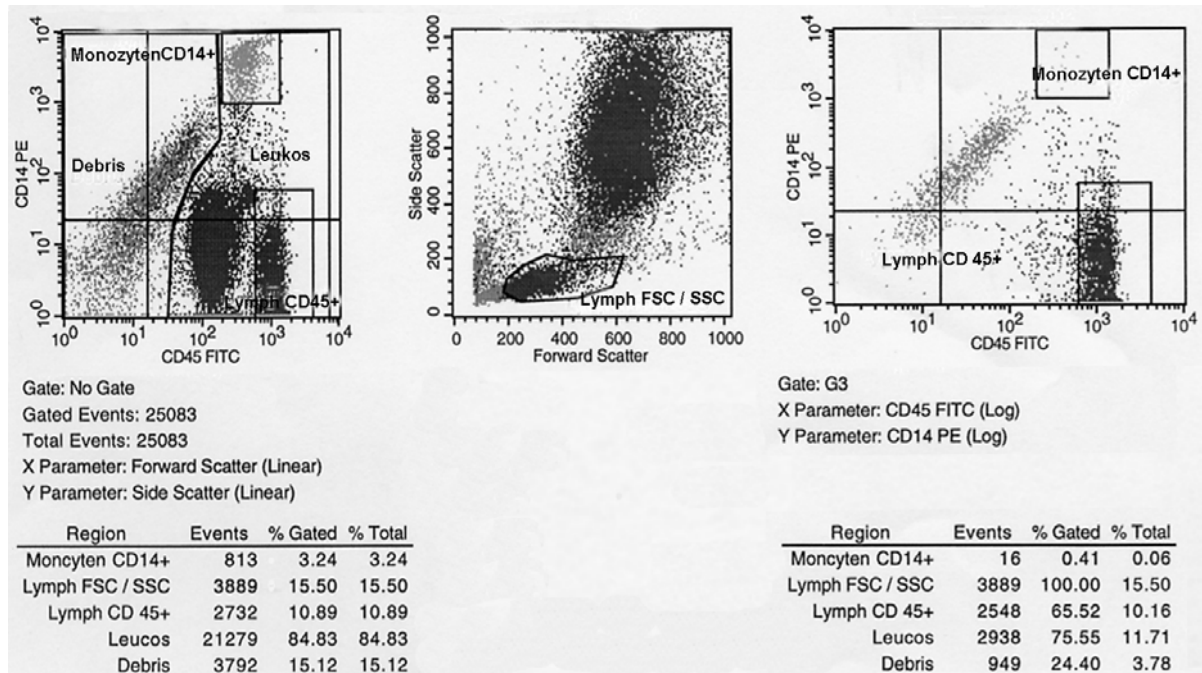 10^4
10^3
10^2
10^1
10^0
CD14 PE
MonozytenCD14+
Debris
Leukos
Lymph CD45+
10^0 10^1 10^2 10^3 10^4
CD45 FITC
1000
800
600
400
200
0
Side Scatter
Lymph FSC / SSC
0 200 400 600 800 1000
Forward Scatter
10^4
10^3
10^2
10^1
10^0
CD14 PE
Monozyten CD14+
Lymph CD 45+
10^0 10^1 10^2 10^3 10^4
CD45 FITC
Gate: No Gate
Gated Events: 25083
Total Events: 25083
X Parameter: Forward Scatter (Linear)
Y Parameter: Side Scatter (Linear)
Gate: G3
X Parameter: CD45 FITC (Log)
Y Parameter: CD14 PE (Log)
Region Events % Gated % Total
Moncyten CD14+ 813 3.24 3.24
Lymph FSC / SSC 3889 15.50 15.50
Lymph CD 45+ 2732 10.89 10.89
Leucos 21279 84.83 84.83
Debris 3792 15.12 15.12
Region Events % Gated % Total
Moncyten CD14+ 16 0.41 0.06
Lymph FSC / SSC 3889 100.00 15.50
Lymph CD 45+ 2548 65.52 10.16
Leucos 2938 75.55 11.71
Debris 949 24.40 3.78